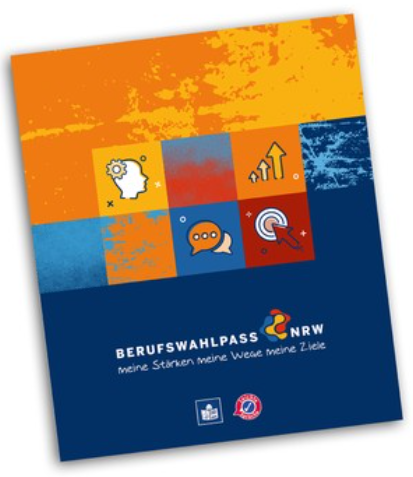 BERUFSWAHLPASS NRW
meine Stärken meine Wege meine Ziele